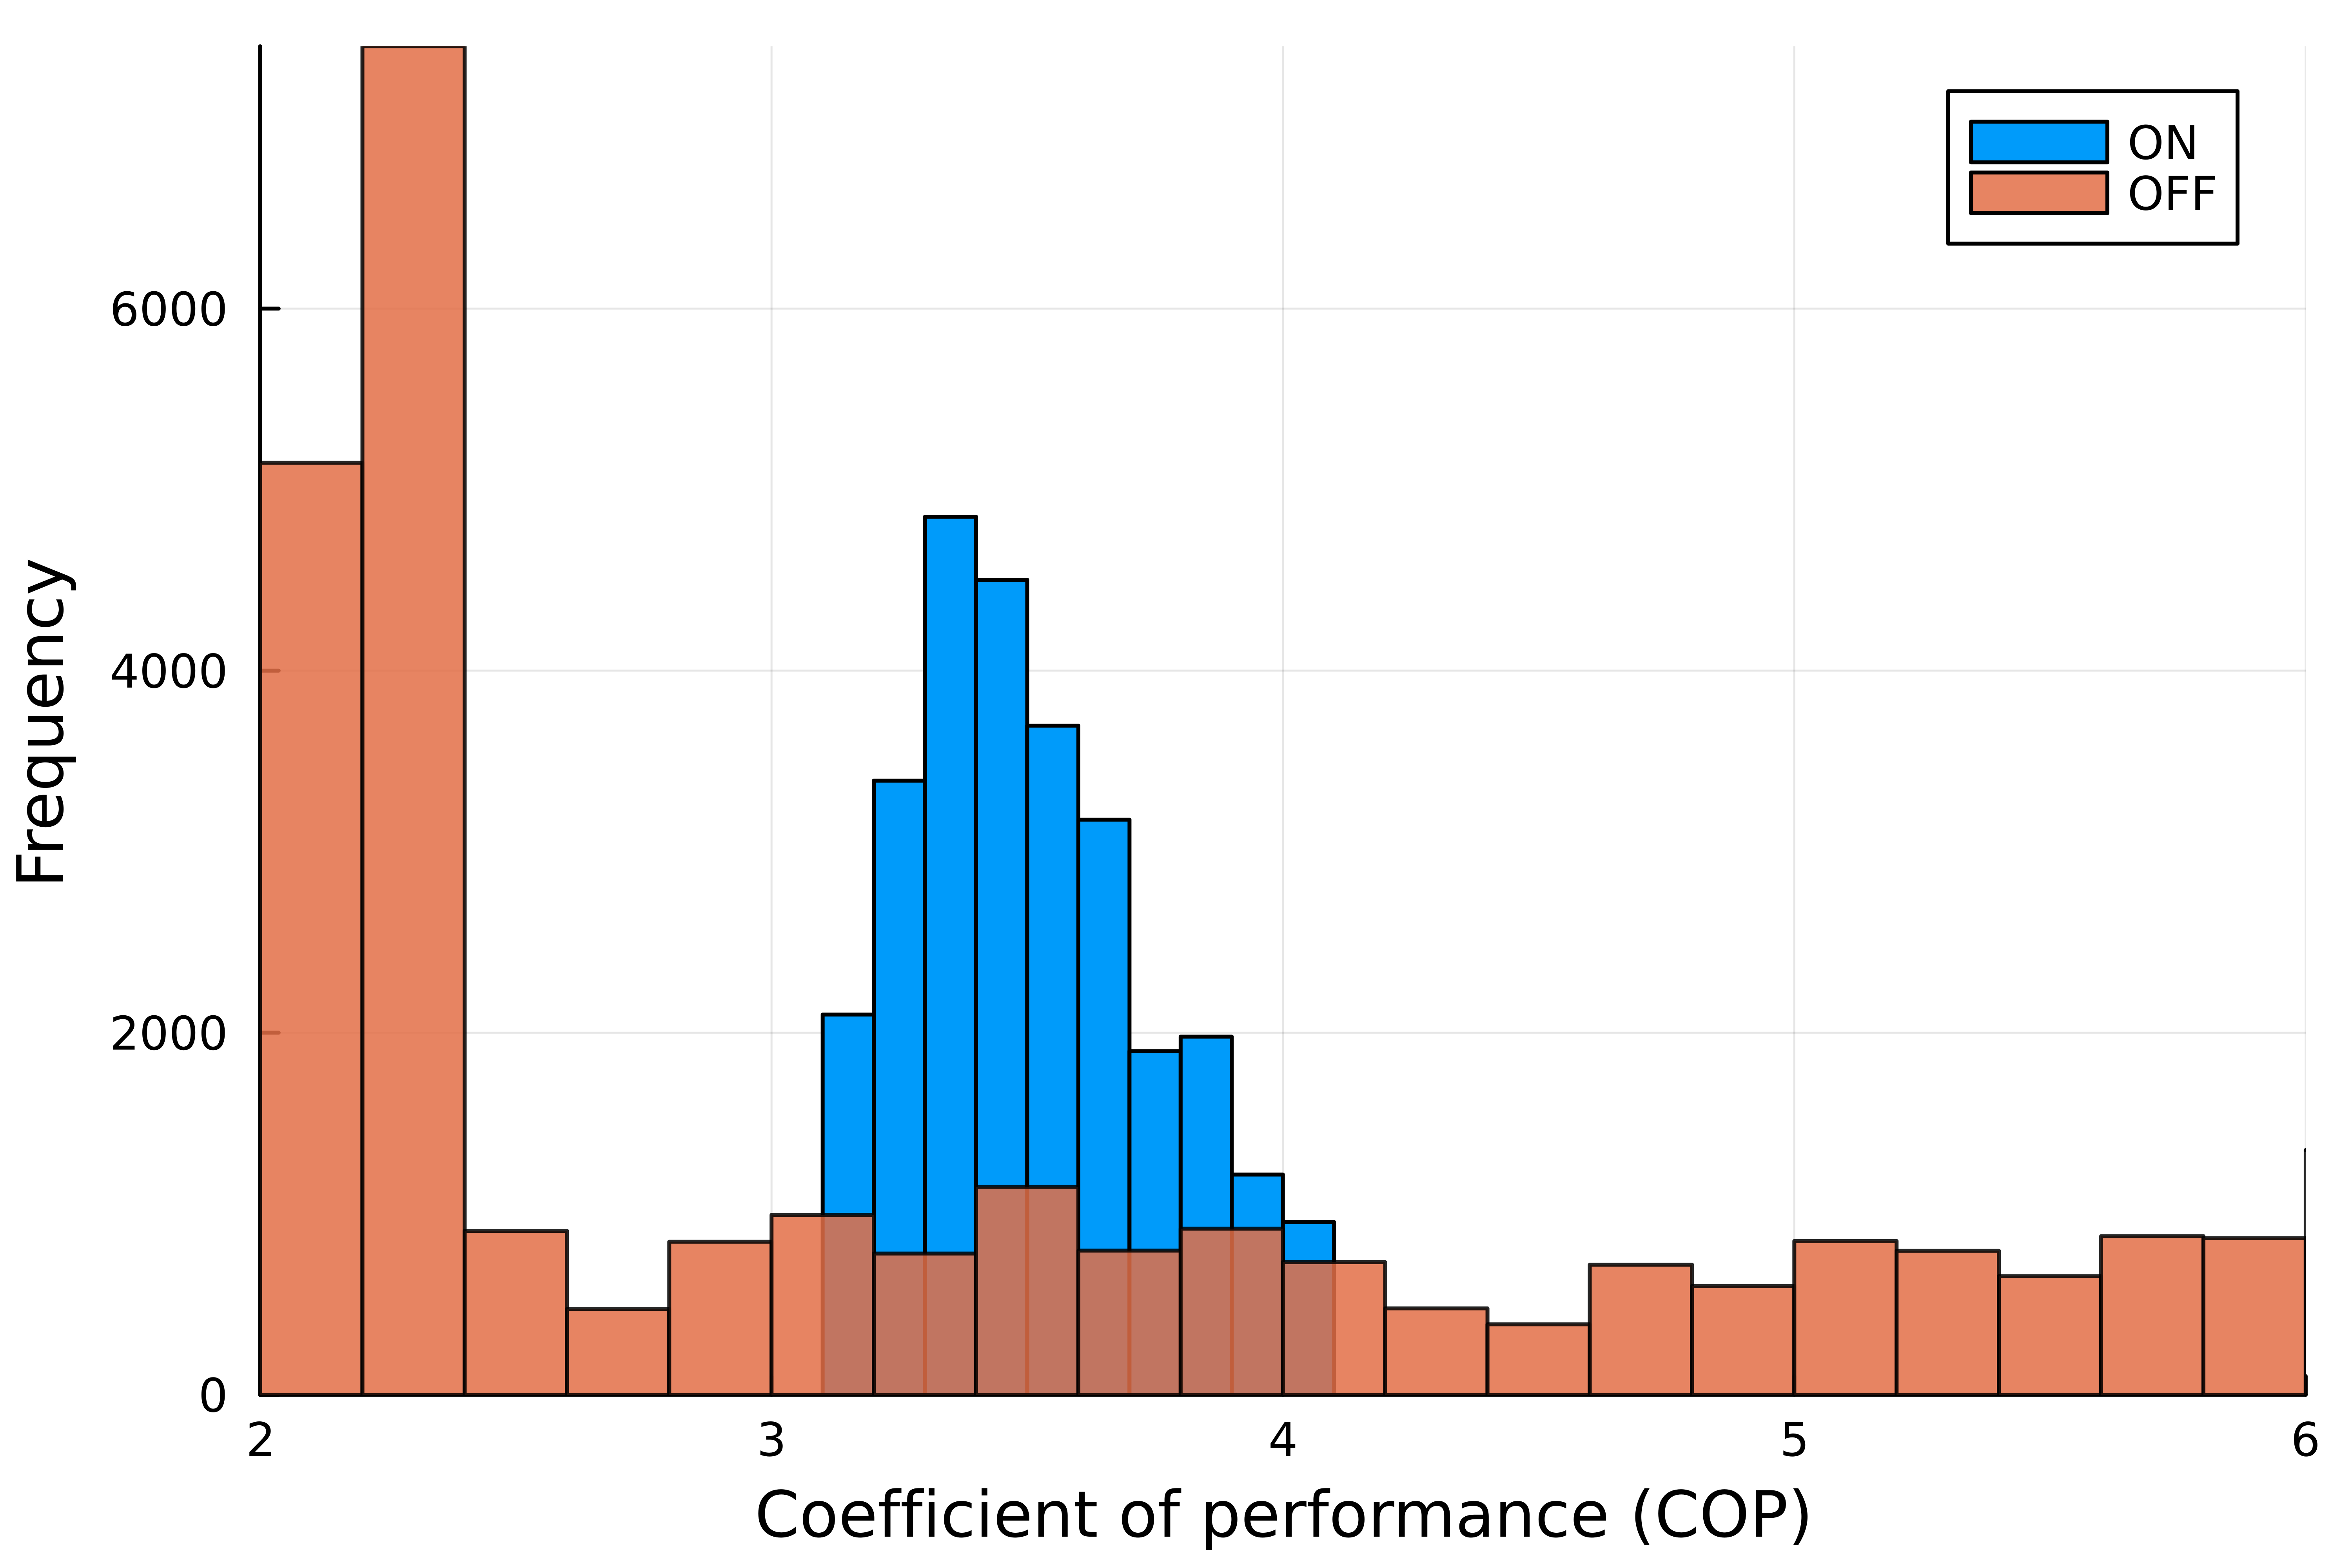 ON
OFF
6000
4000
2000
0
Frequency
2 3 4 5 6
Coefficient of performance (COP)